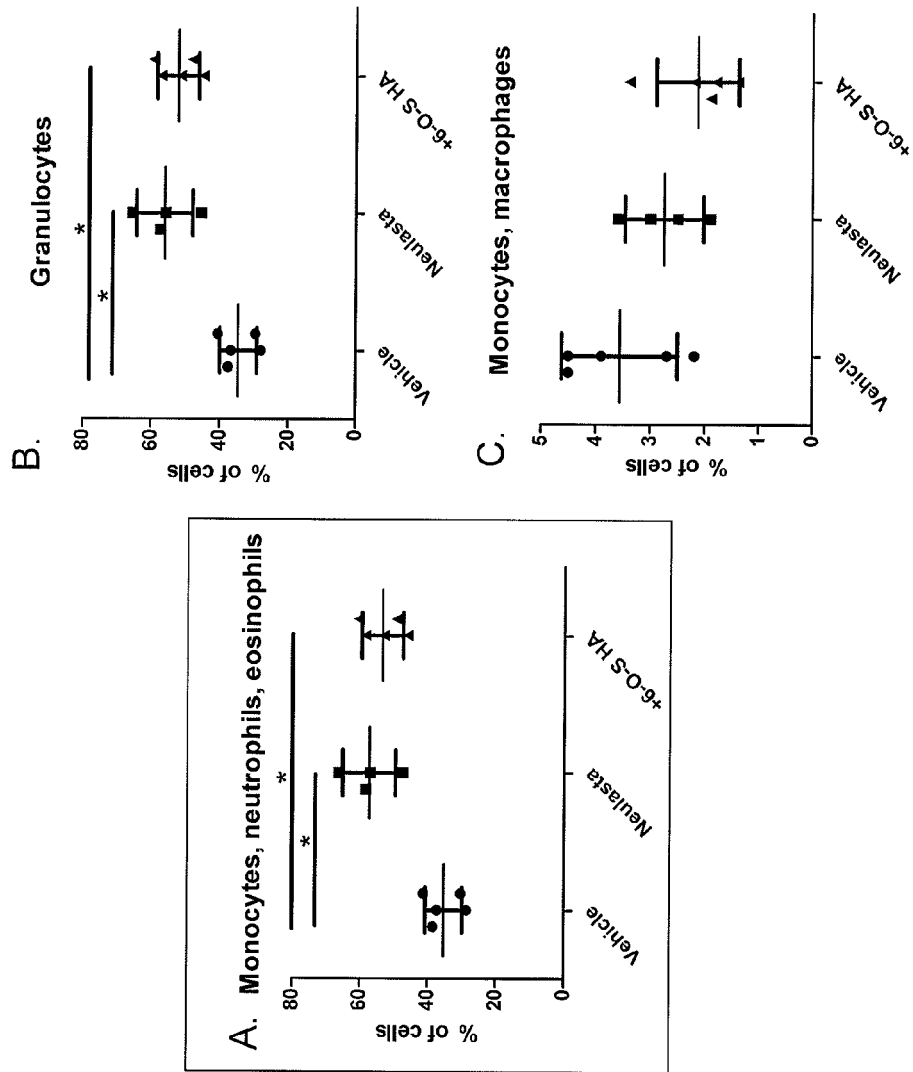 A. Monocytes, neutrophils, eosinophils
*
*
80
60
40
20
0
% of cells
Vehicle
Neulasta
+6-O-S HA
B.
Granulocytes
*
*
80
60
40
20
0
% of cells
Vehicle
Neulasta
+6-O-S HA
C.
Monocytes, macrophages
5
4
3
2
1
0
% of cells
Vehicle
Neulasta
+6-O-S HA